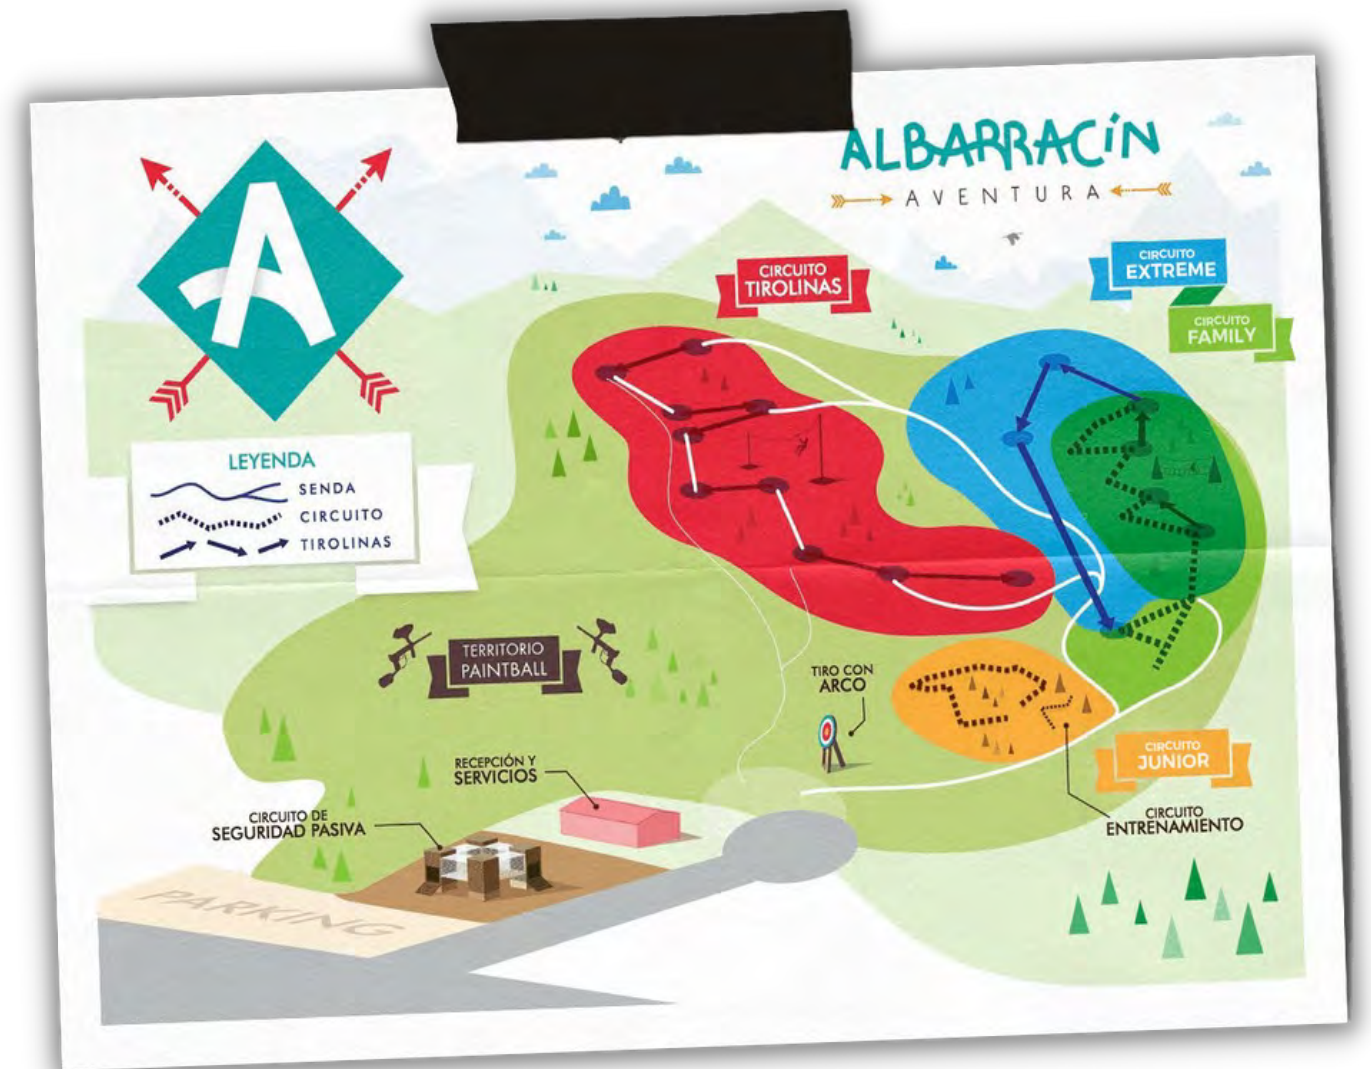 ALBARRACÍN
AVENTURA
A
CIRCUITO
TIROLINAS
CIRCUITO
EXTREME
CIRCUITO
FAMILY
LEYENDA
SENDA
CIRCUITO
TIROLINAS
TERRITORIO
PAINTBALL
TIRO CON
ARCO
RECEPCIÓN Y
SERVICIOS
CIRCUITO DE
SEGURIDAD PASIVA
CIRCUITO
JUNIOR
CIRCUITO
ENTRENAMIENTO
PARKING